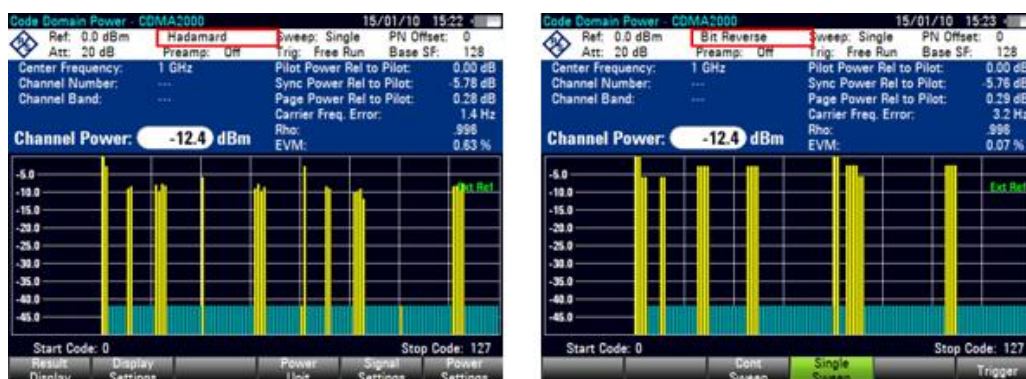 Code Domain Power - CDMA2000 15/01/10 15:22
Ref: 0.0 dBm Hadamard Sweep: Single PN Offset: 0
Att: 20 dB Preamp: Off Trig: Free Run Base SF: 128
Center Frequency: 1 GHz Pilot Power Rel to Pilot: 0.00 dB
Channel Number: --- Sync Power Rel to Pilot: -5.78 dB
Channel Band: --- Page Power Rel to Pilot: 0.28 dB
Carrier Freq. Error: 1.4 Hz
Rho: .996
Channel Power: -12.4 dBm EVM: 0.63 %
-5.0
-10.0
Ext Ref
-15.0
-20.0
-25.0
-30.0
-35.0
-40.0
-45.0
Start Code: 0 Stop Code: 127
Result Display Power Signal Power
Display Settings Unit Settings Settings
Code Domain Power - CDMA2000 15/01/10 15:23
Ref: 0.0 dBm Bit Reverse Sweep: Single PN Offset: 0
Att: 20 dB Preamp: Off Trig: Free Run Base SF: 128
Center Frequency: 1 GHz Pilot Power Rel to Pilot: 0.00 dB
Channel Number: --- Sync Power Rel to Pilot: -5.76 dB
Channel Band: --- Page Power Rel to Pilot: 0.29 dB
Carrier Freq. Error: 3.2 Hz
Rho: .996
Channel Power: -12.4 dBm EVM: 0.07 %
-5.0
-10.0
Ext Ref
-15.0
-20.0
-25.0
-30.0
-35.0
-40.0
-45.0
Start Code: 0 Stop Code: 127
Cont Single
Sweep Sweep Trigger